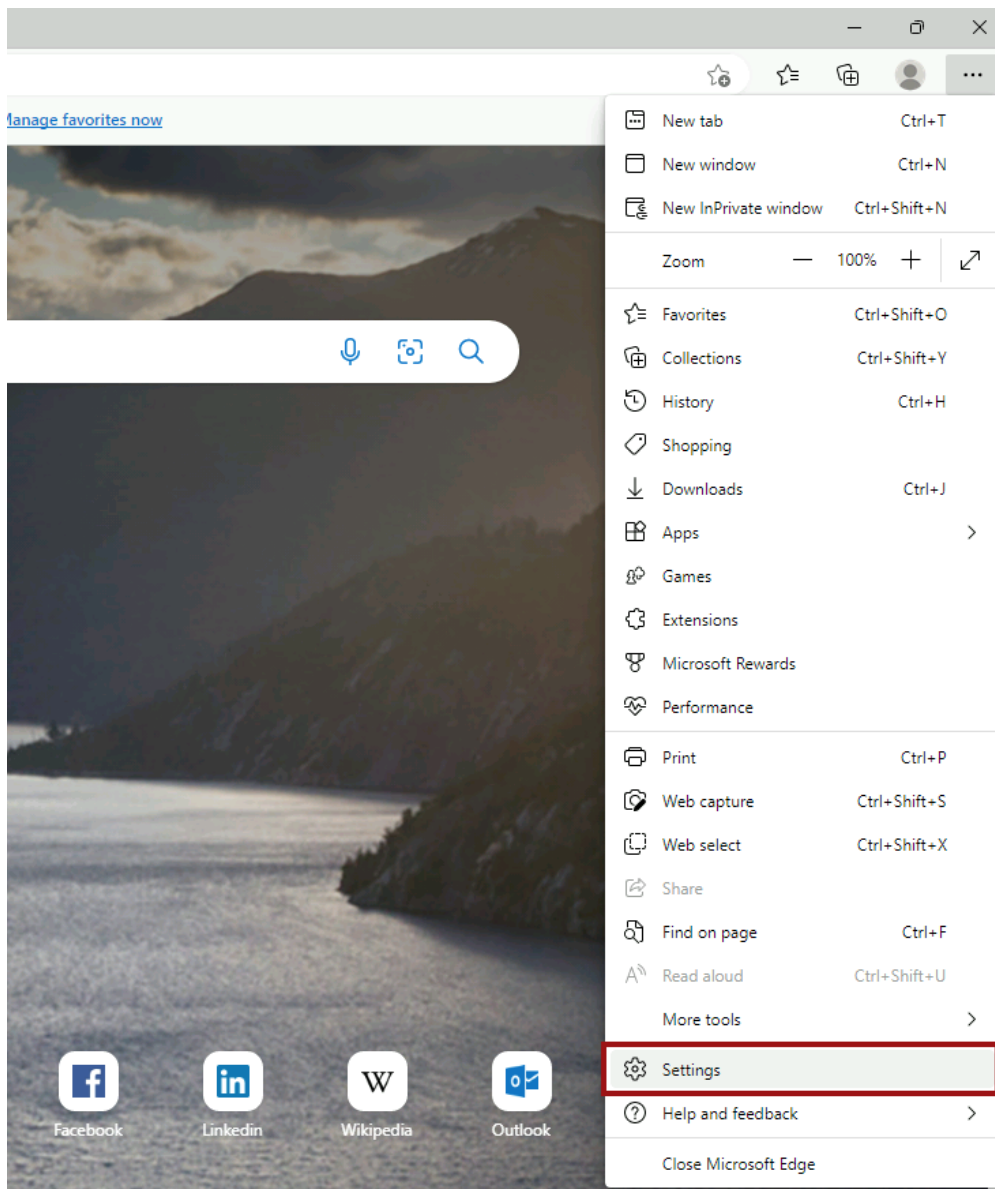 Manage favorites now
New tab Ctrl+T
New window Ctrl+N
New InPrivate window Ctrl+Shift+N
Zoom — 100% +
Favorites Ctrl+Shift+O
Collections Ctrl+Shift+Y
History Ctrl+H
Shopping
Downloads Ctrl+J
Apps
Games
Extensions
Microsoft Rewards
Performance
Print Ctrl+P
Web capture Ctrl+Shift+S
Web select Ctrl+Shift+X
Share
Find on page Ctrl+F
Read aloud Ctrl+Shift+U
More tools
Settings
Help and feedback
Close Microsoft Edge
f in W o
Facebook Linkedin Wikipedia Outlook